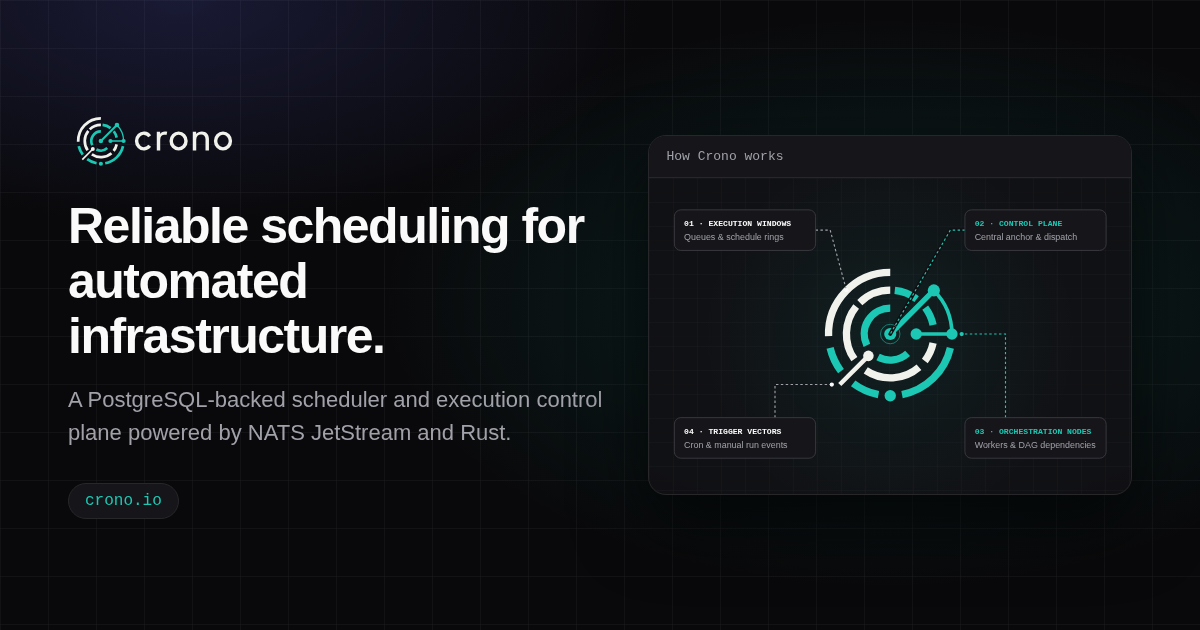 crono
Reliable scheduling for
automated
infrastructure.
A PostgreSQL-backed scheduler and execution control
plane powered by NATS JetStream and Rust.
crono.io
How Crono works
01 · EXECUTION WINDOWS
Queues & schedule rings
02 · CONTROL PLANE
Central anchor & dispatch
04 · TRIGGER VECTORS
Cron & manual run events
03 · ORCHESTRATION NODES
Workers & DAG dependencies